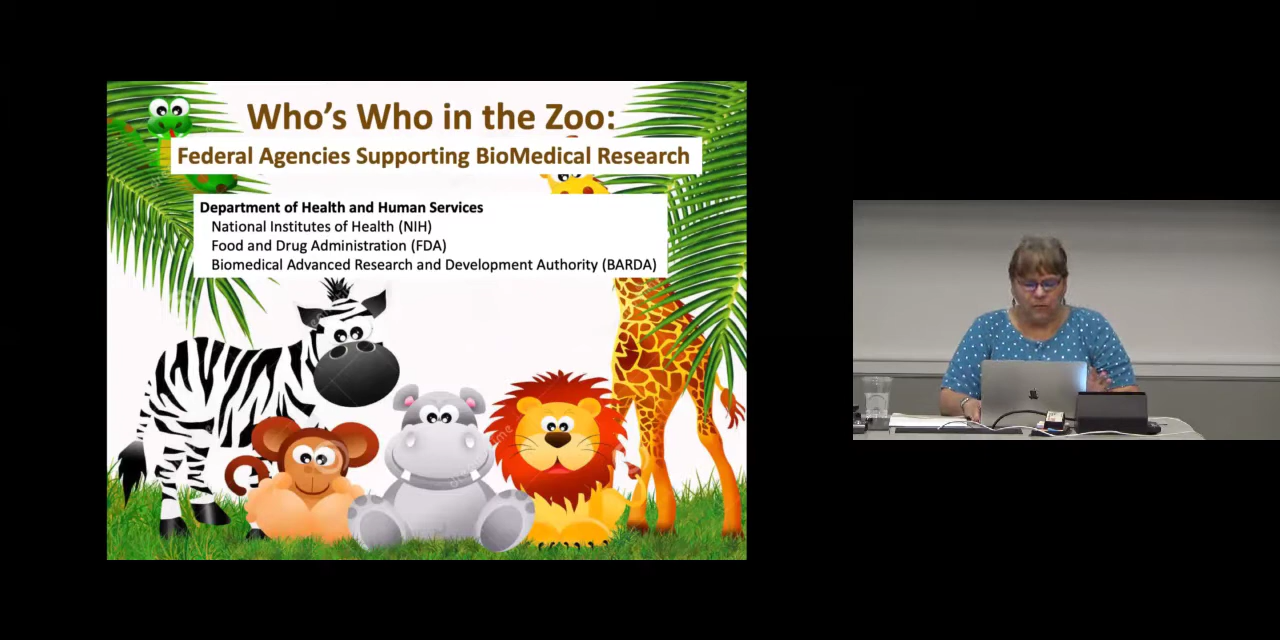 Who's Who in the Zoo:
Federal Agencies Supporting BioMedical Research
Department of Health and Human Services
National Institutes of Health (NIH)
Food and Drug Administration (FDA)
Biomedical Advanced Research and Development Authority (BARDA)